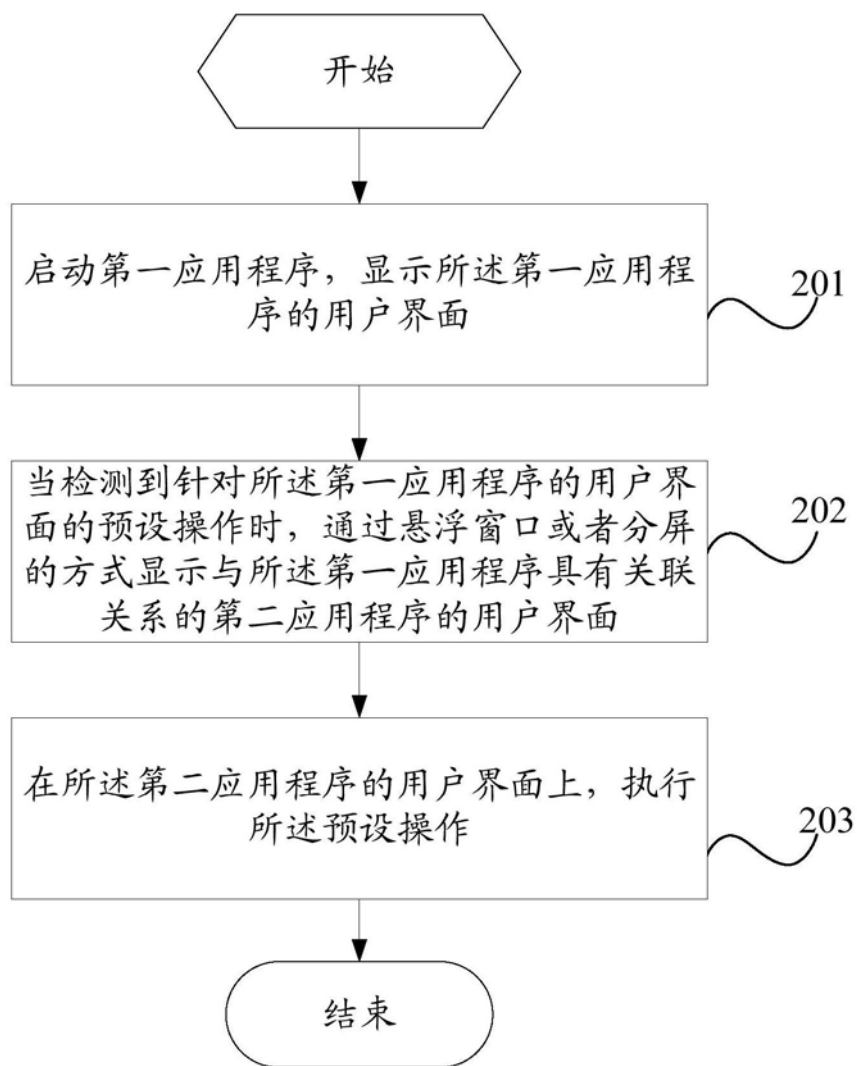 开始
启动第一应用程序，显示所述第一应用程
序的用户界面
201
当检测到针对所述第一应用程序的用户界
面的预设操作时，通过悬浮窗口或者分屏
的方式显示与所述第一应用程序具有关联
关系的第二应用程序的用户界面
202
在所述第二应用程序的用户界面上，执行
所述预设操作
203
结束